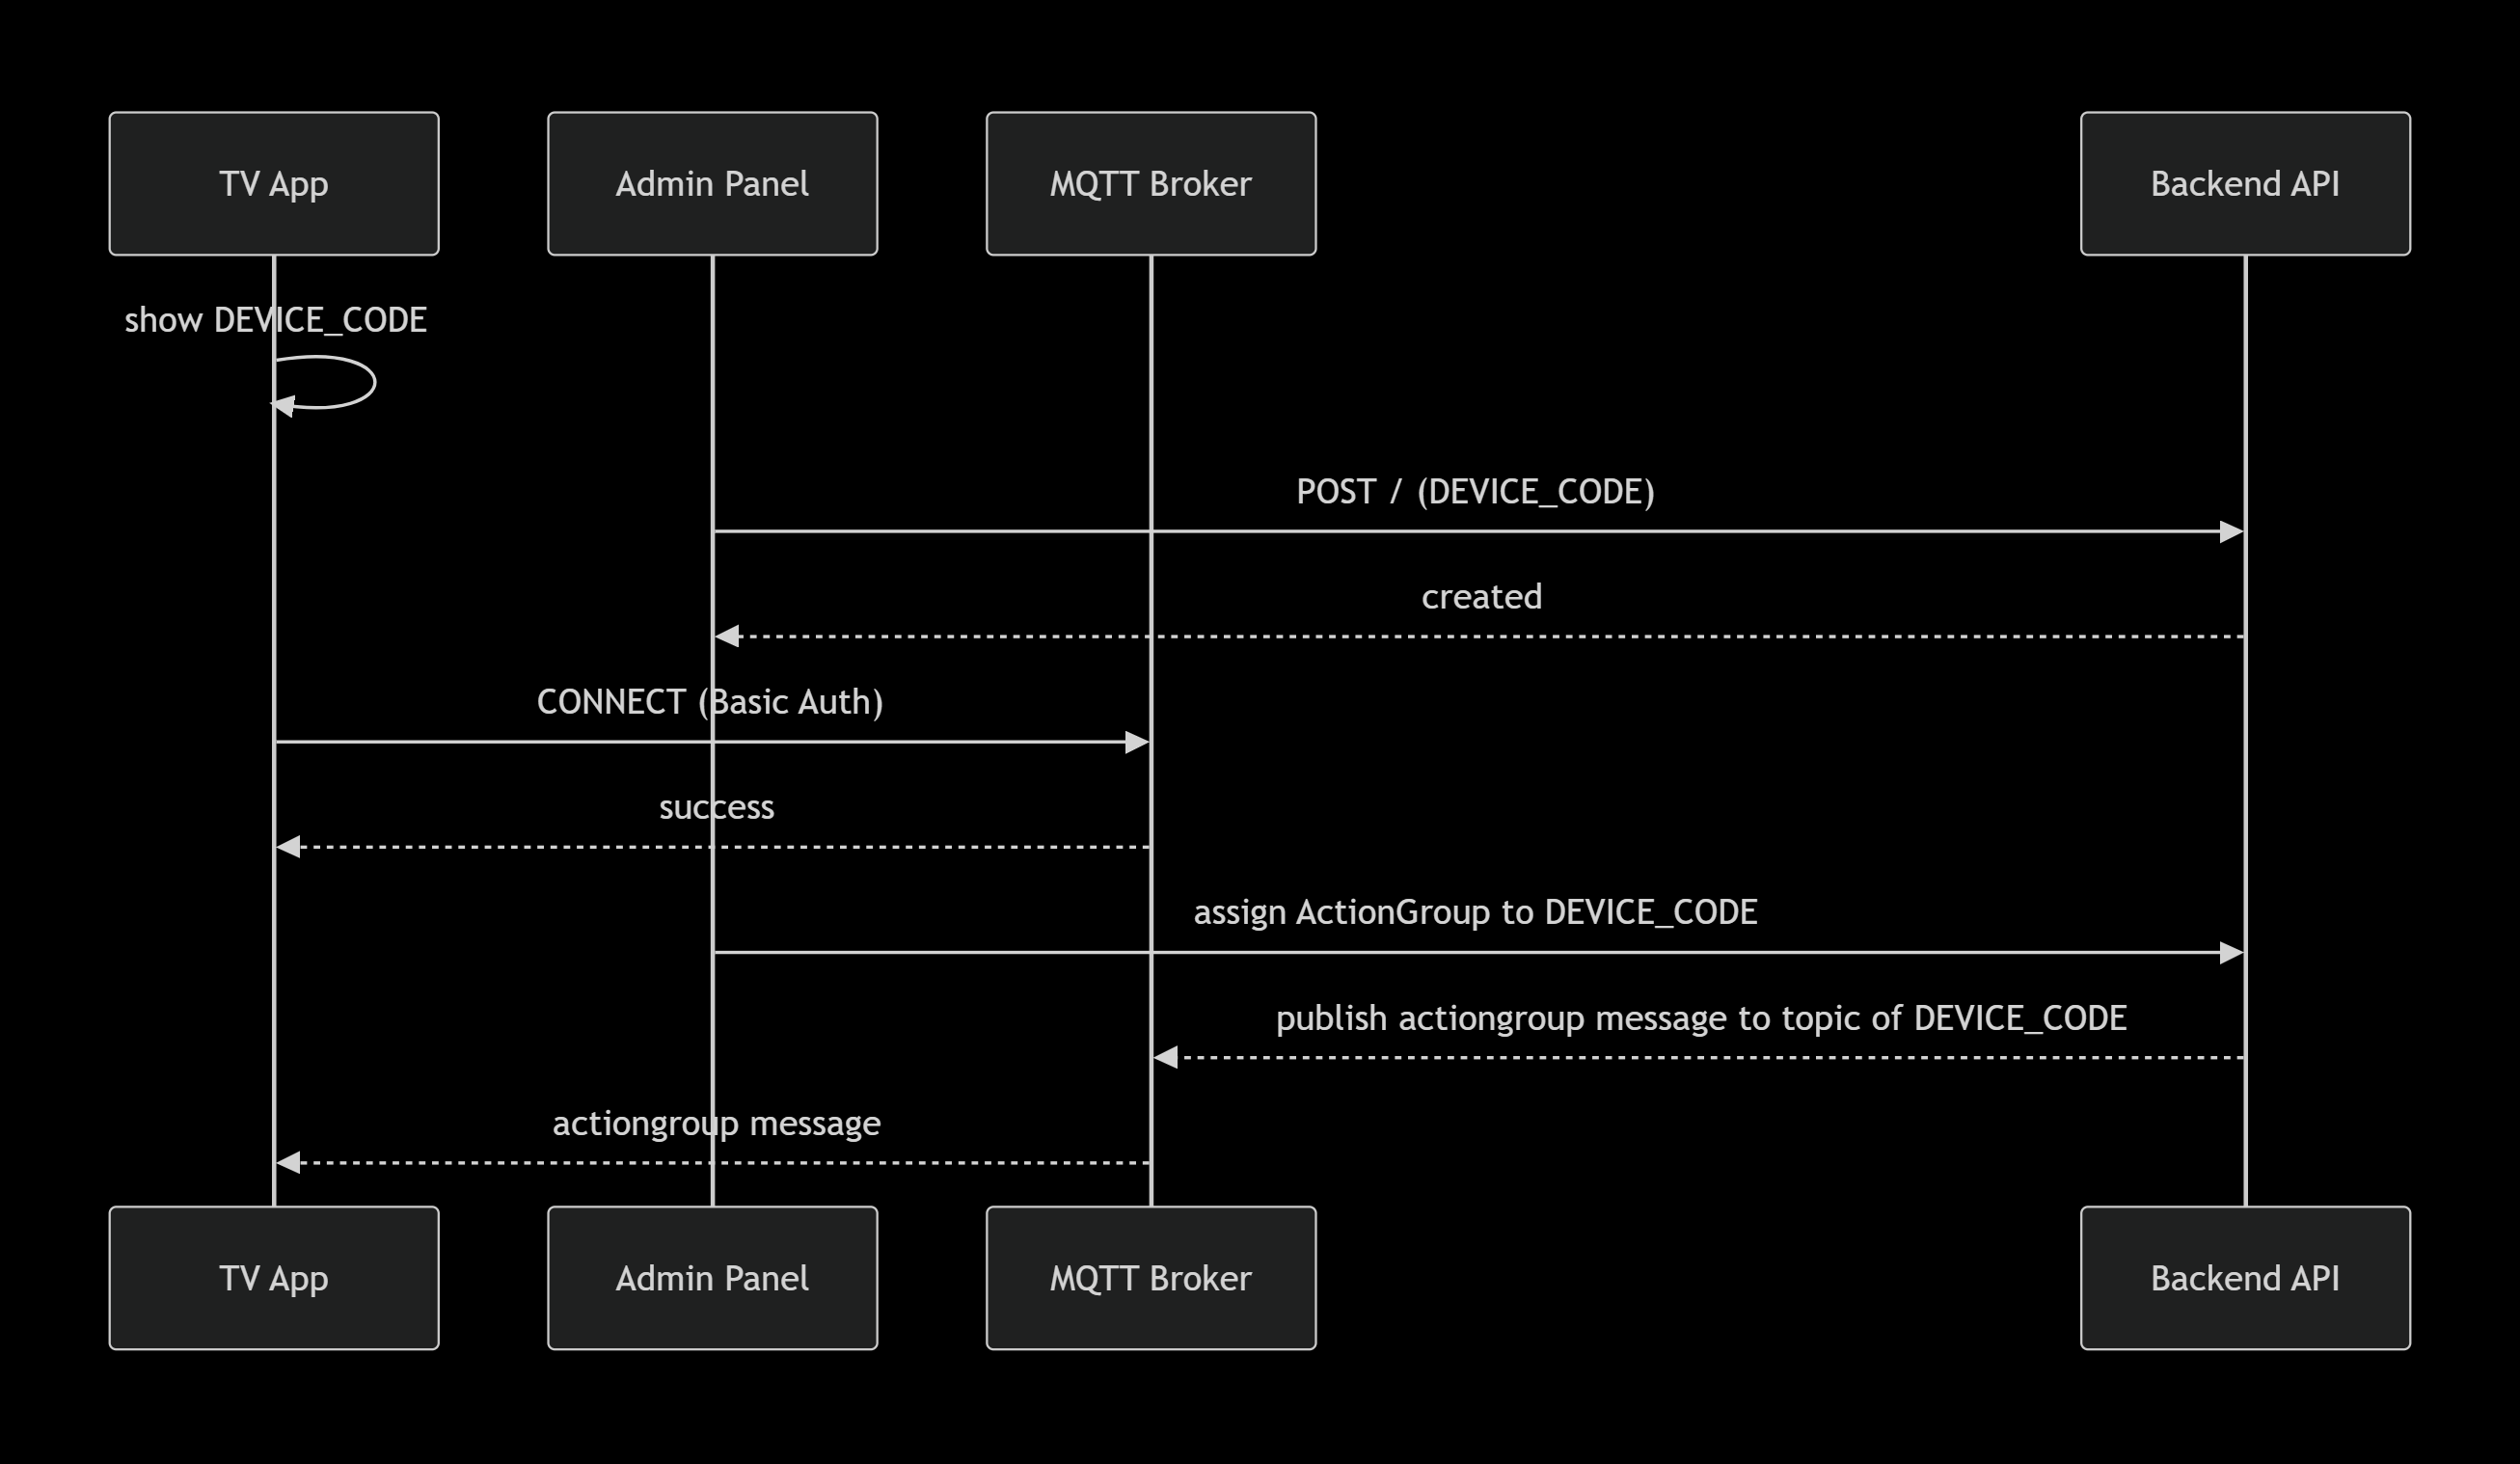 TV App
Admin Panel
MQTT Broker
Backend API
show DEVICE_CODE
POST / (DEVICE_CODE)
created
CONNECT (Basic Auth)
success
assign ActionGroup to DEVICE_CODE
publish actiongroup message to topic of DEVICE_CODE
actiongroup message
TV App
Admin Panel
MQTT Broker
Backend API